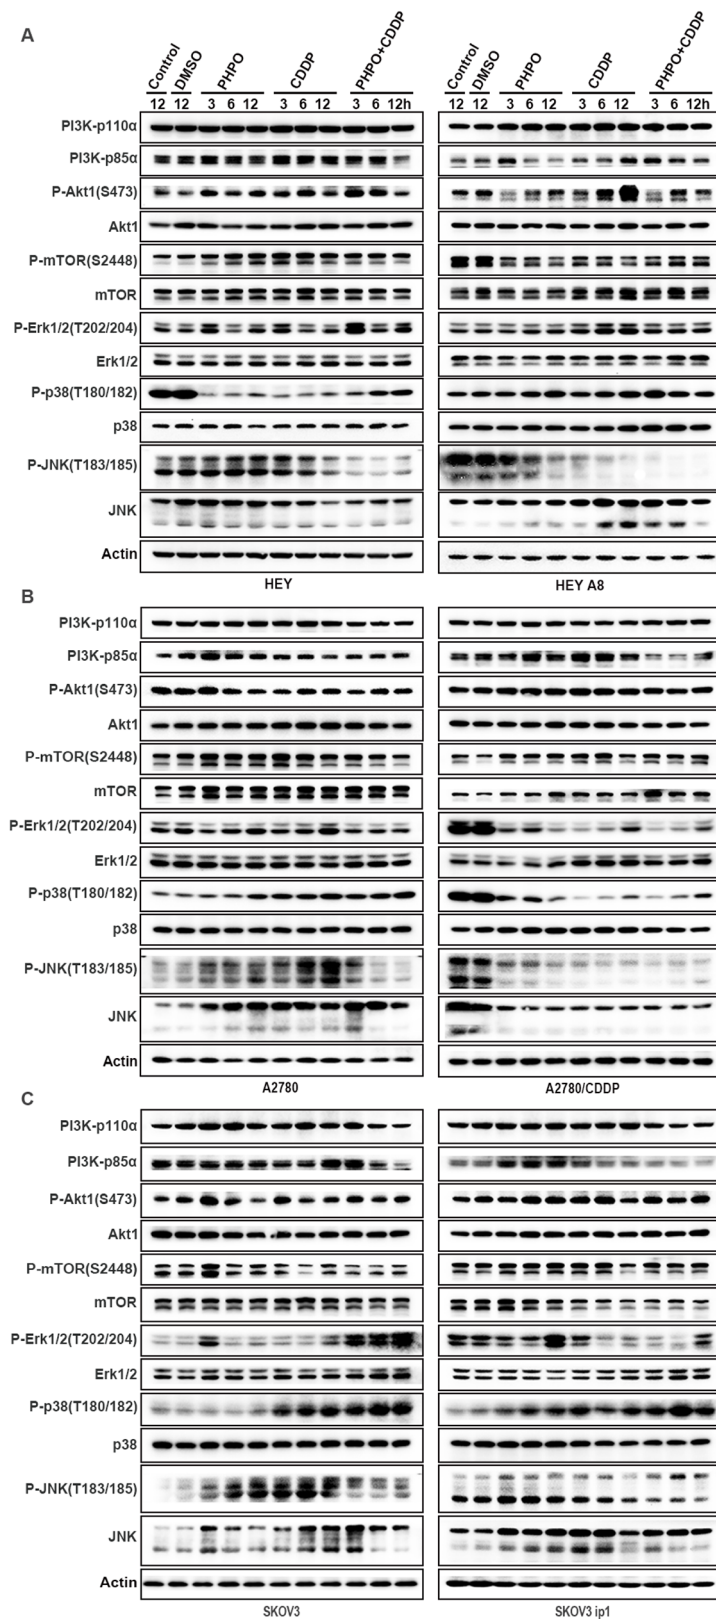 A
Control DMSO PHPO CDDP PHPO+CDDP Control DMSO PHPO CDDP PHPO+CDDP
12 12 3 6 12 3 6 12 3 6 12h 12 12 3 6 12 3 6 12 3 6 12h
PI3K-p110α
PI3K-p85α
P-Akt1(S473)
Akt1
P-mTOR(S2448)
mTOR
P-Erk1/2(T202/204)
Erk1/2
P-p38(T180/182)
p38
P-JNK(T183/185)
JNK
Actin
HEY HEY A8
B
PI3K-p110α
PI3K-p85α
P-Akt1(S473)
Akt1
P-mTOR(S2448)
mTOR
P-Erk1/2(T202/204)
Erk1/2
P-p38(T180/182)
p38
P-JNK(T183/185)
JNK
Actin
A2780 A2780/CDDP
C
PI3K-p110α
PI3K-p85α
P-Akt1(S473)
Akt1
P-mTOR(S2448)
mTOR
P-Erk1/2(T202/204)
Erk1/2
P-p38(T180/182)
p38
P-JNK(T183/185)
JNK
Actin
SKOV3 SKOV3 ip1